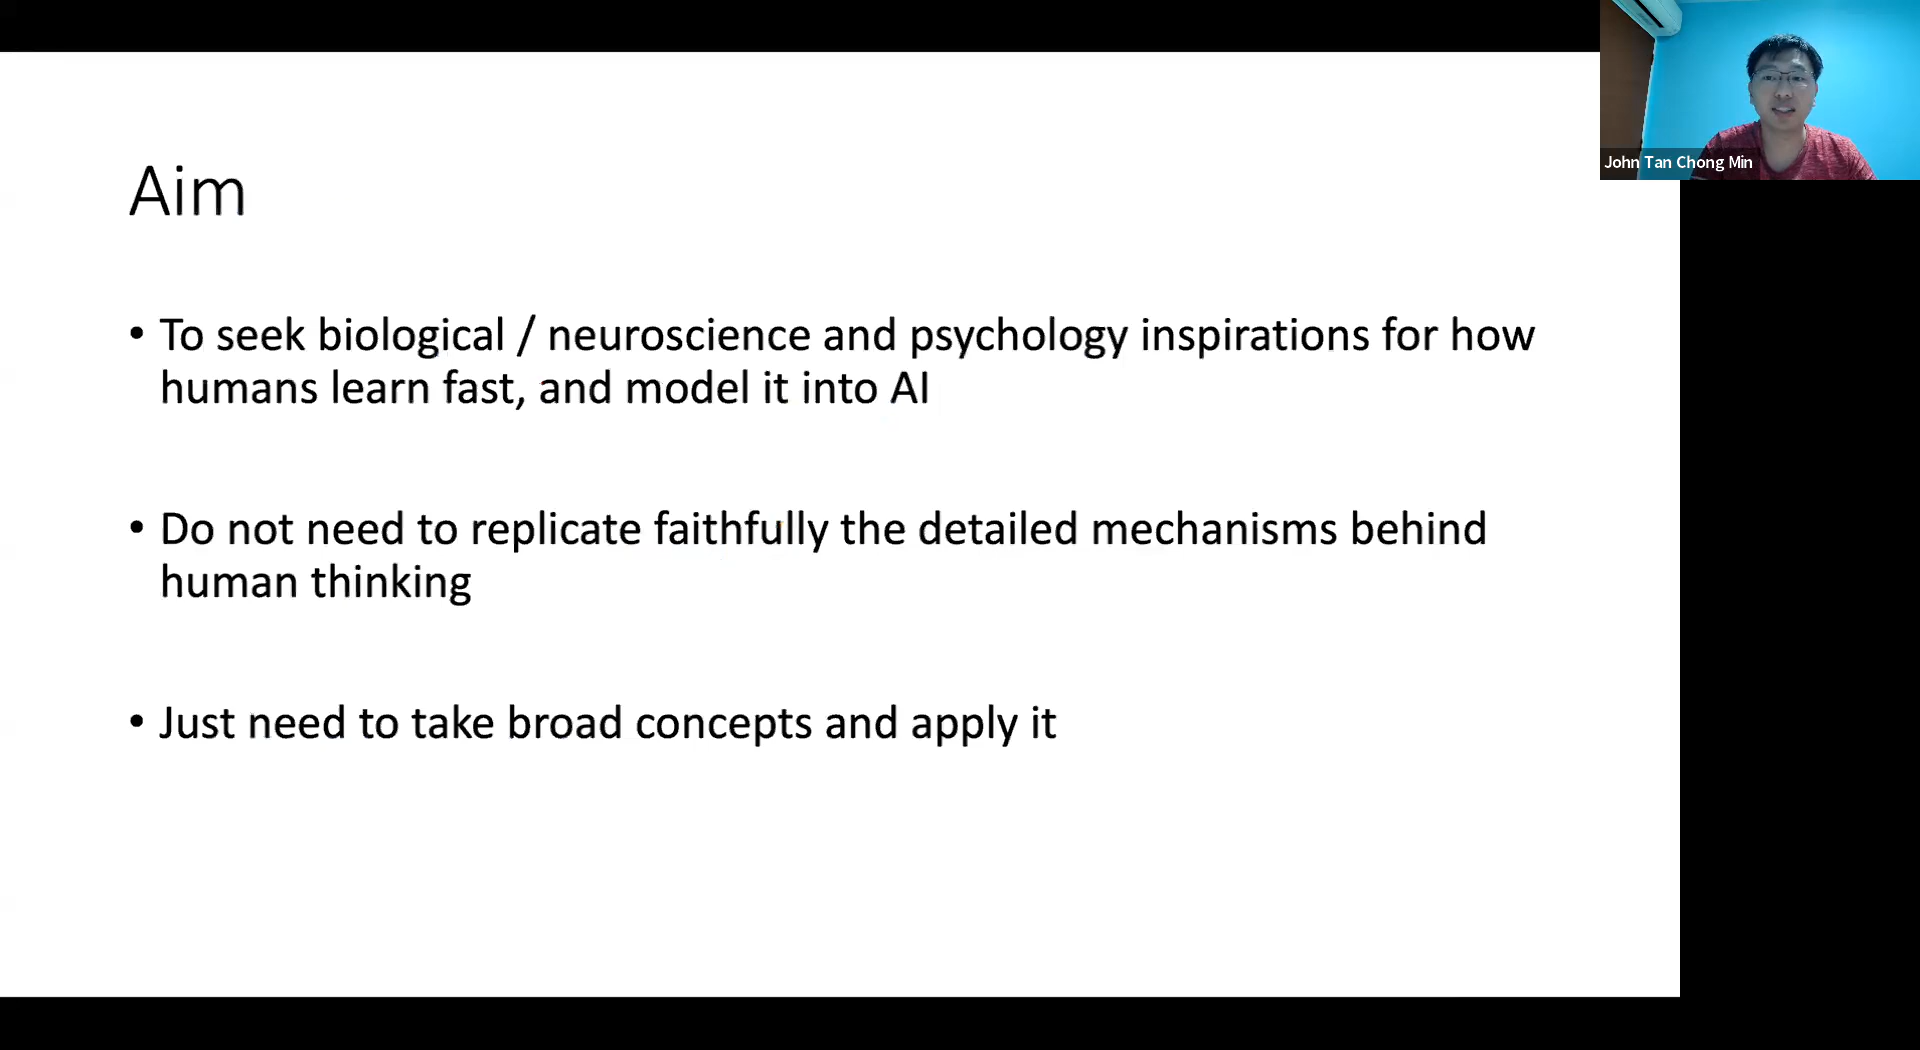 Aim
• To seek biological / neuroscience and psychology inspirations for how
humans learn fast, and model it into AI
• Do not need to replicate faithfully the detailed mechanisms behind
human thinking
• Just need to take broad concepts and apply it
John Tan Chong Min